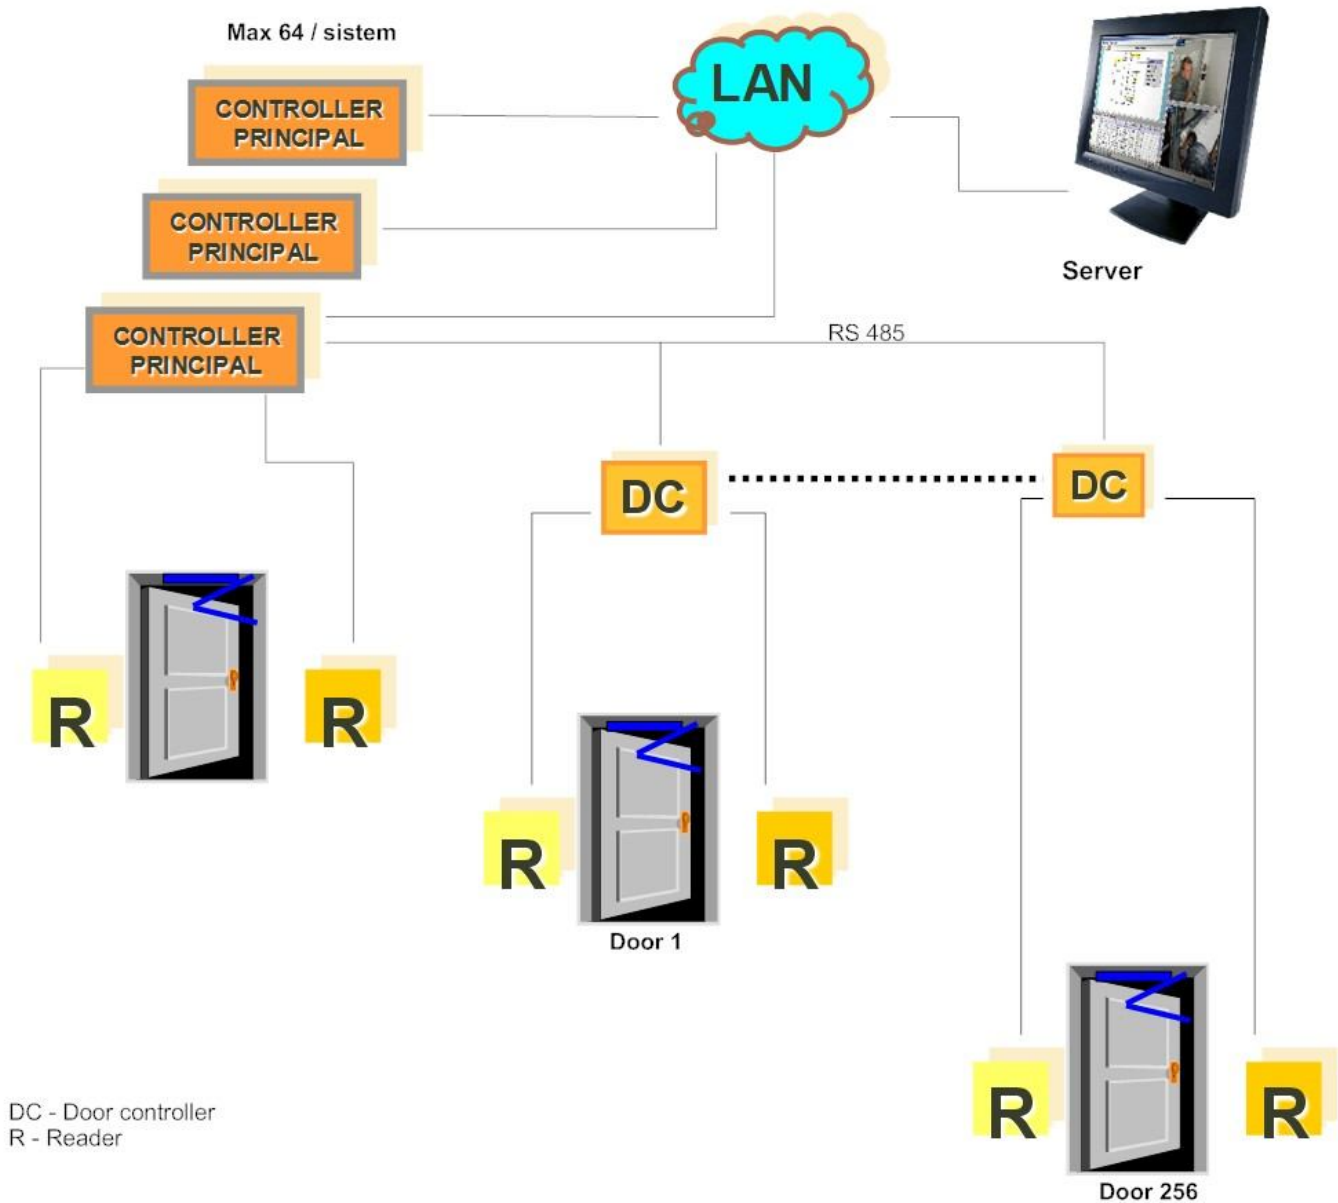 Max 64 / sistem
LAN
CONTROLLER
PRINCIPAL
CONTROLLER
PRINCIPAL
Server
CONTROLLER
PRINCIPAL
RS 485
DC
DC
R
R
R
R
Door 1
R
R
DC - Door controller
R - Reader
Door 256